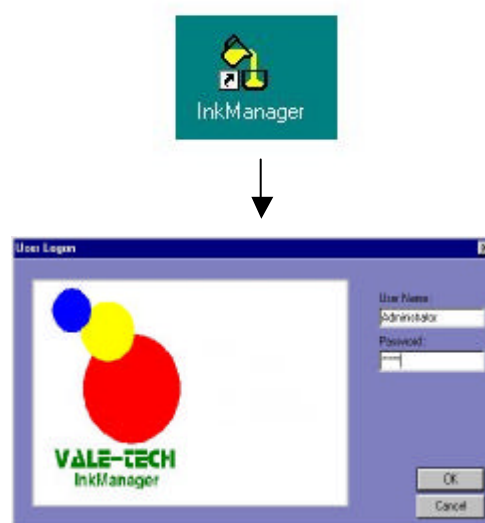 InkManager
User Logon
User Name:
Administrator
Password:
VALE-TECH
InkManager
OK
Cancel